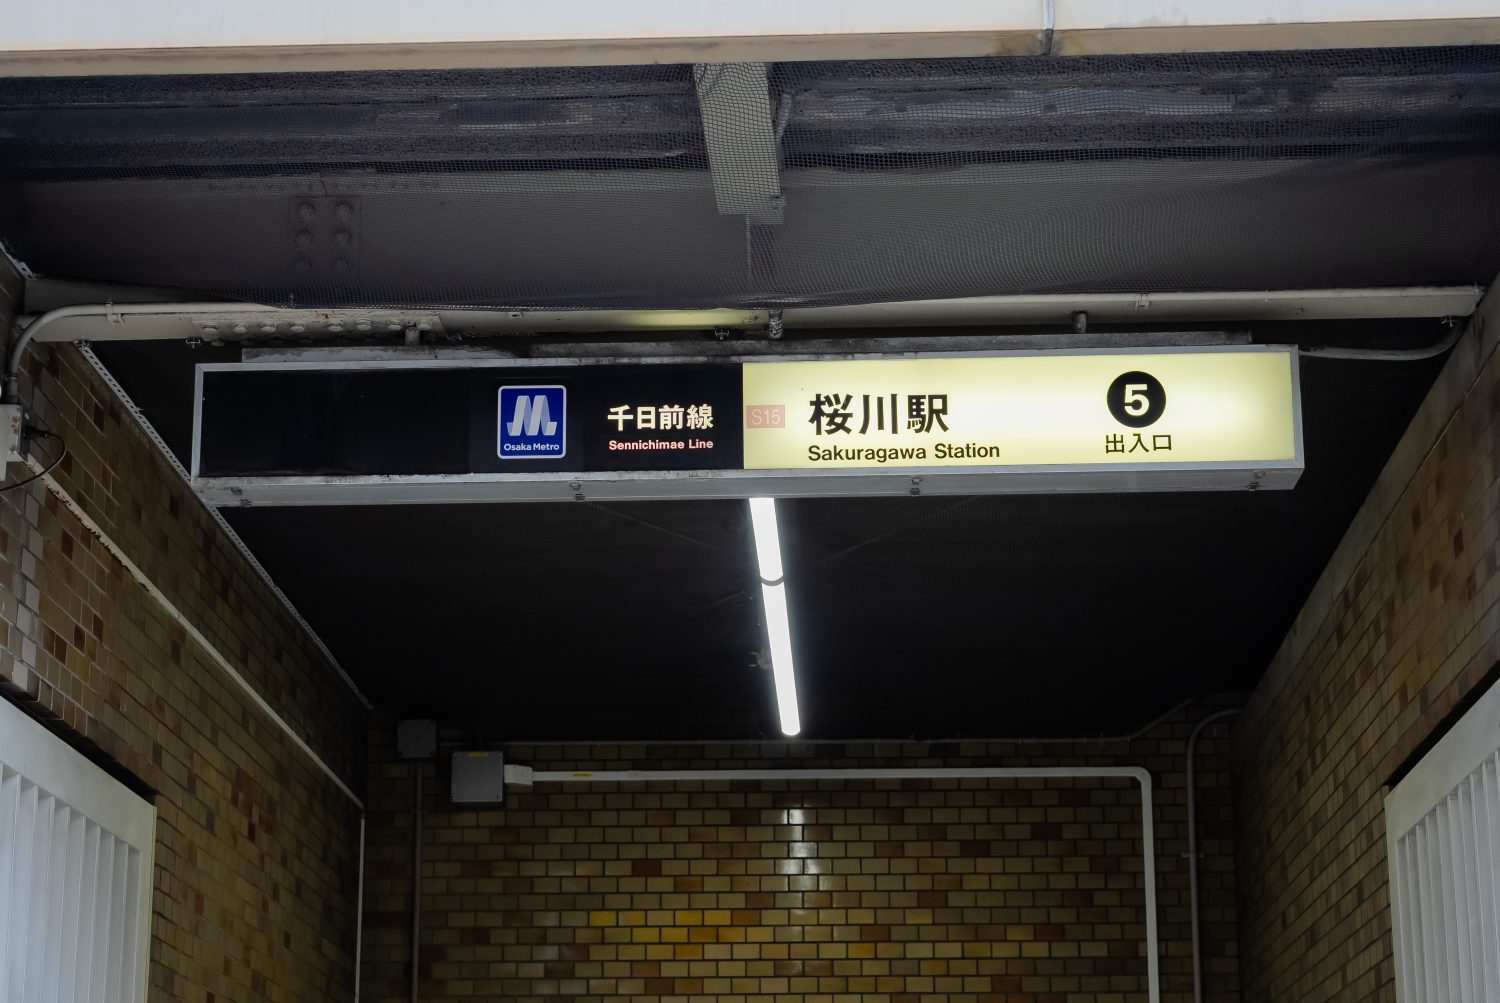 Osaka Metro
千日前線
Sennichimae Line
S15
桜川駅
Sakuragawa Station
5
出入口